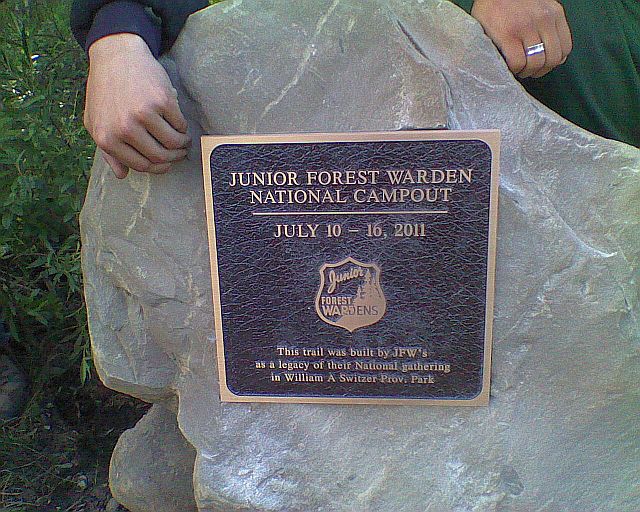 JUNIOR FOREST WARDEN
NATIONAL CAMPOUT
JULY 10 – 16, 2011
Junior
FOREST
WARDENS
This trail was built by JFW's
as a legacy of their National gathering
in William A Switzer Prov. Park